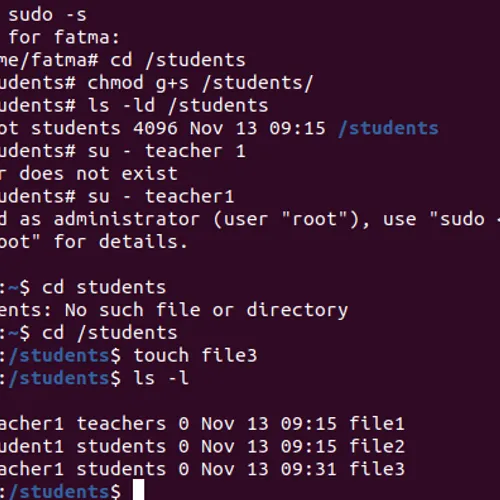 sudo -s
for fatma:
me/fatma# cd /students
udents# chmod g+s /students/
udents# ls -ld /students
ot students 4096 Nov 13 09:15 /students
udents# su - teacher 1
r does not exist
udents# su - teacher1
d as administrator (user "root"), use "sudo <
oot" for details.
:~$ cd students
ents: No such file or directory
:~$ cd /students
:/students$ touch file3
:/students$ ls -l
acher1 teachers 0 Nov 13 09:15 file1
udent1 students 0 Nov 13 09:15 file2
acher1 students 0 Nov 13 09:31 file3
:/students$